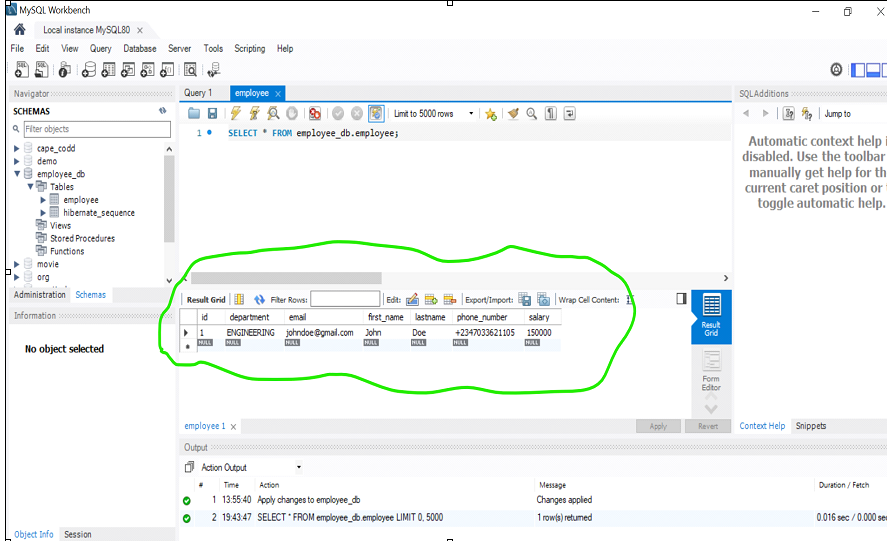 MySQL Workbench
Local instance MySQL80 ×
File Edit View Query Database Server Tools Scripting Help
Navigator
SCHEMAS
Filter objects
cape_codd
demo
employee_db
Tables
employee
hibernate_sequence
Views
Stored Procedures
Functions
movie
org
Administration Schemas
Information
No object selected
Object Info Session
Query 1 employee ×
Limit to 5000 rows
1 SELECT * FROM employee_db.employee;
Result Grid Filter Rows: Edit: Export/Import: Wrap Cell Content:
id department email first_name lastname phone_number salary
1 ENGINEERING johndoe@gmail.com John Doe +2347033621105 150000
NULL NULL NULL NULL NULL NULL NULL
Result
Grid
Form
Editor
employee 1 ×
Apply Revert
Output
Action Output
# Time Action Message Duration / Fetch
1 13:55:40 Apply changes to employee_db Changes applied
2 19:43:47 SELECT * FROM employee_db.employee LIMIT 0, 5000 1 row(s) returned 0.016 sec / 0.000 sec
SQLAdditions
Jump to
Automatic context help i
disabled. Use the toolbar
manually get help for th
current caret position or
toggle automatic help.
Context Help Snippets